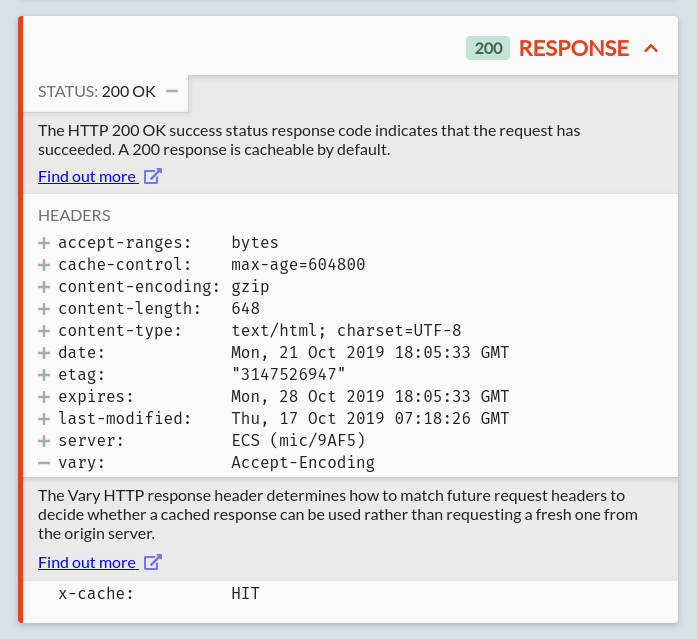 200 RESPONSE
STATUS: 200 OK
The HTTP 200 OK success status response code indicates that the request has
succeeded. A 200 response is cacheable by default.
Find out more
HEADERS
accept-ranges: bytes
cache-control: max-age=604800
content-encoding: gzip
content-length: 648
content-type: text/html; charset=UTF-8
date: Mon, 21 Oct 2019 18:05:33 GMT
etag: "3147526947"
expires: Mon, 28 Oct 2019 18:05:33 GMT
last-modified: Thu, 17 Oct 2019 07:18:26 GMT
server: ECS (mic/9AF5)
vary: Accept-Encoding
The Vary HTTP response header determines how to match future request headers to
decide whether a cached response can be used rather than requesting a fresh one from
the origin server.
Find out more
x-cache: HIT